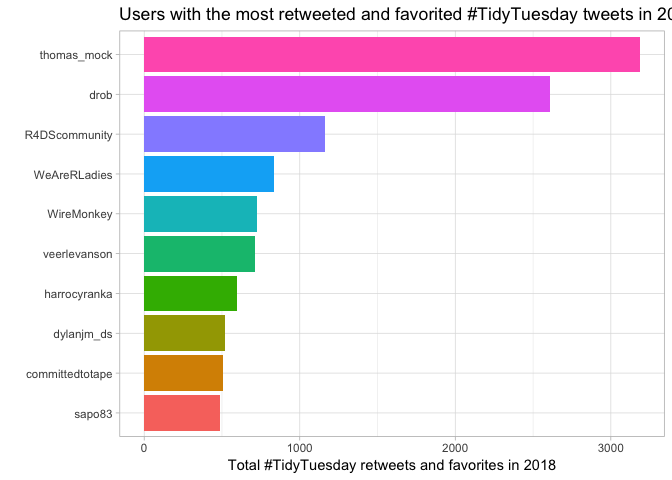 Users with the most retweeted and favorited #TidyTuesday tweets in 20
thomas_mock
drob
R4DScommunity
WeAreRLadies
WireMonkey
veerlevanson
harrocyranka
dylanjm_ds
committedtotape
sapo83
0 1000 2000 3000
Total #TidyTuesday retweets and favorites in 2018